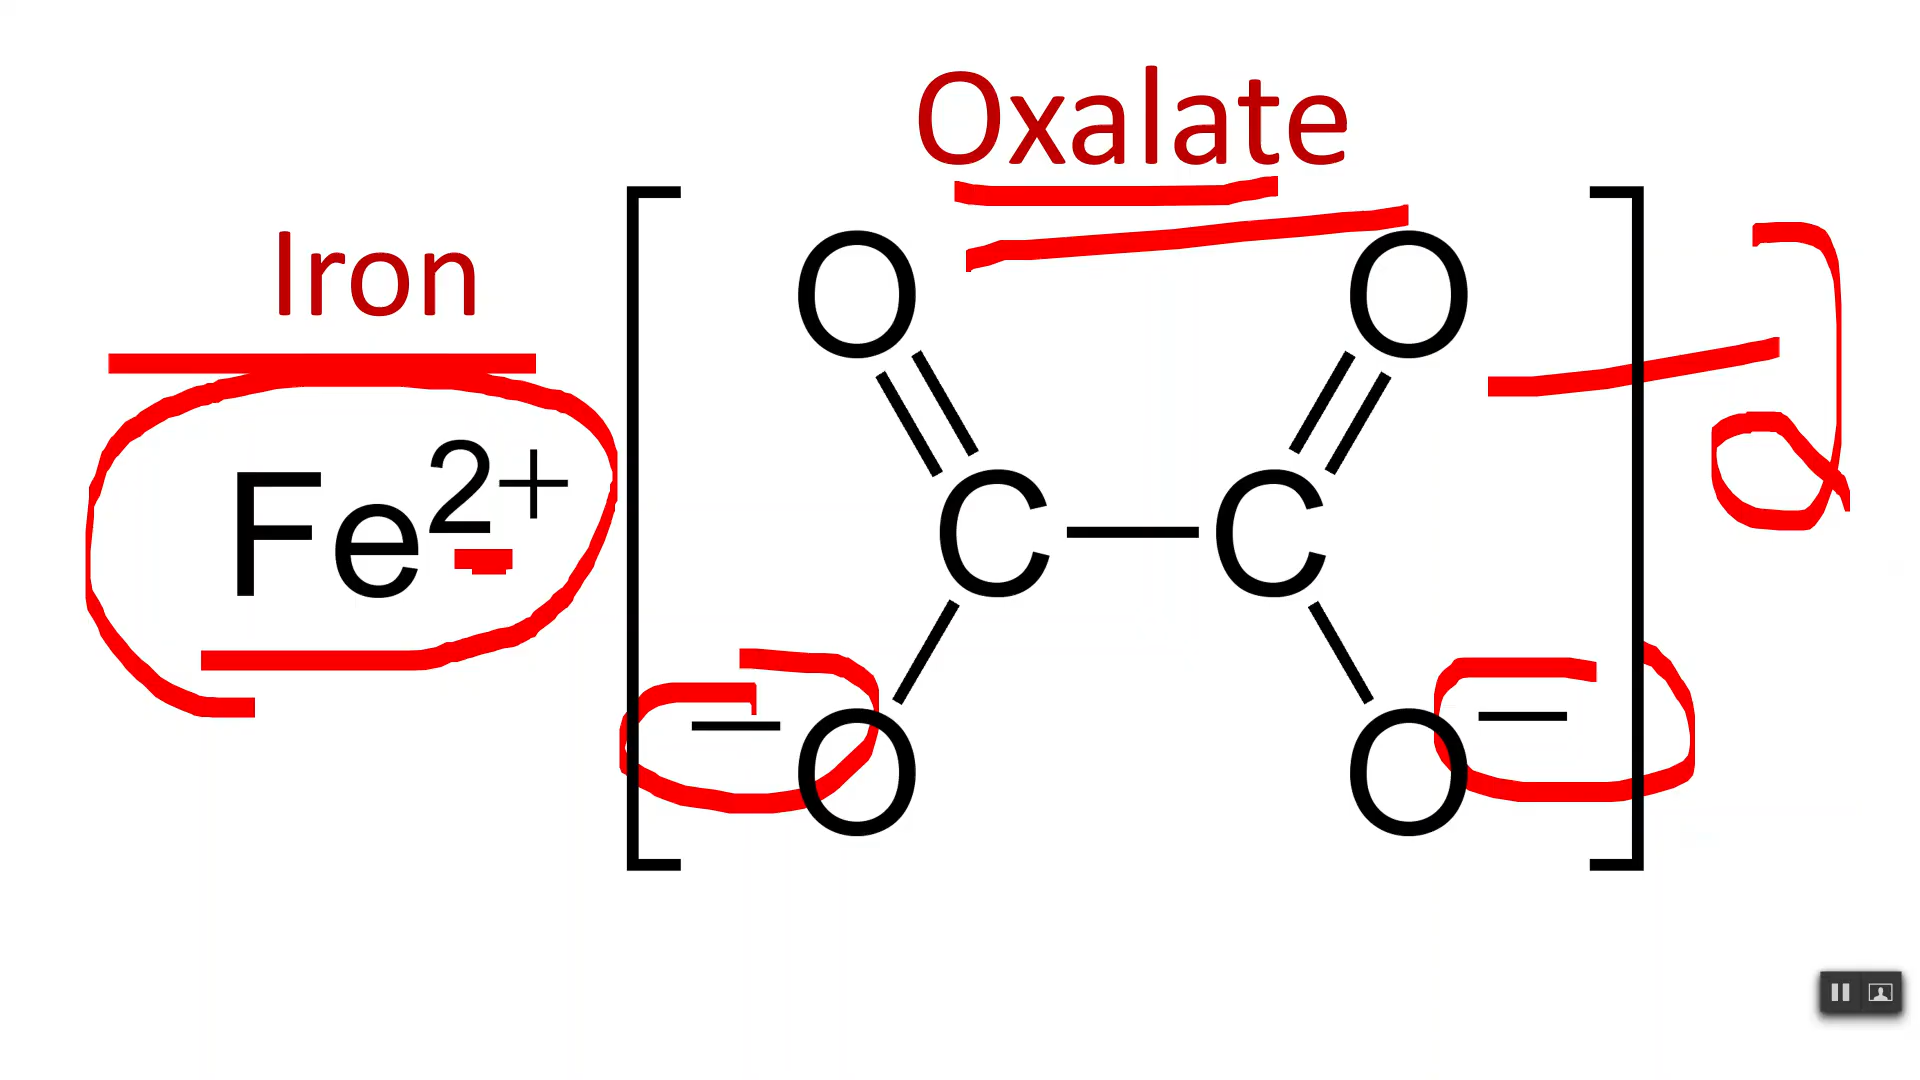 Oxalate
Iron
O O
Fe2+
C C
−O O−
−2